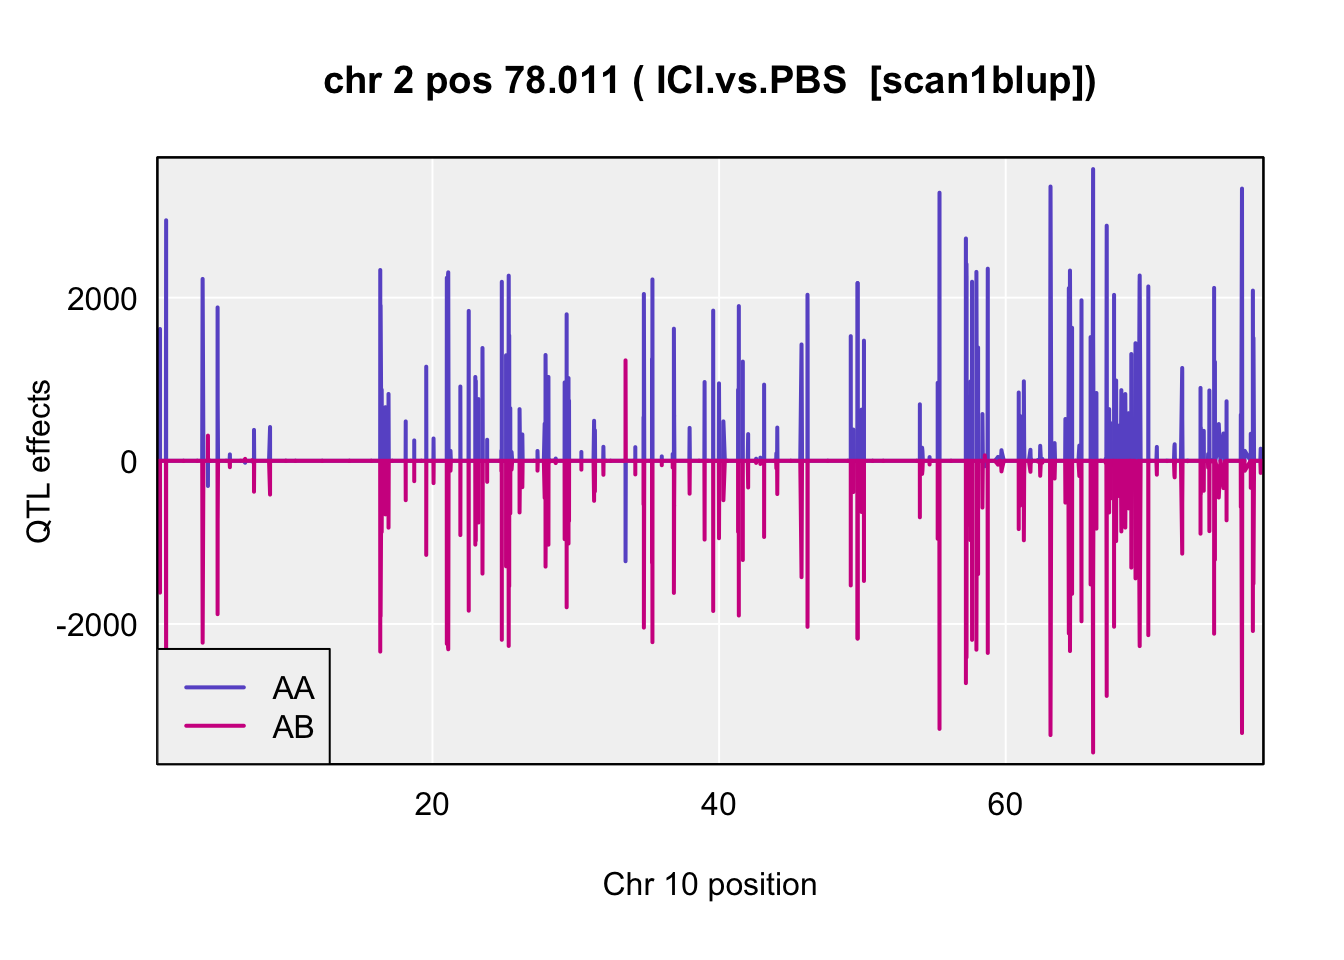 chr 2 pos 78.011 ( ICI.vs.PBS  [scan1blup])
QTL effects
2000
0
-2000
AA
AB
20 40 60
Chr 10 position